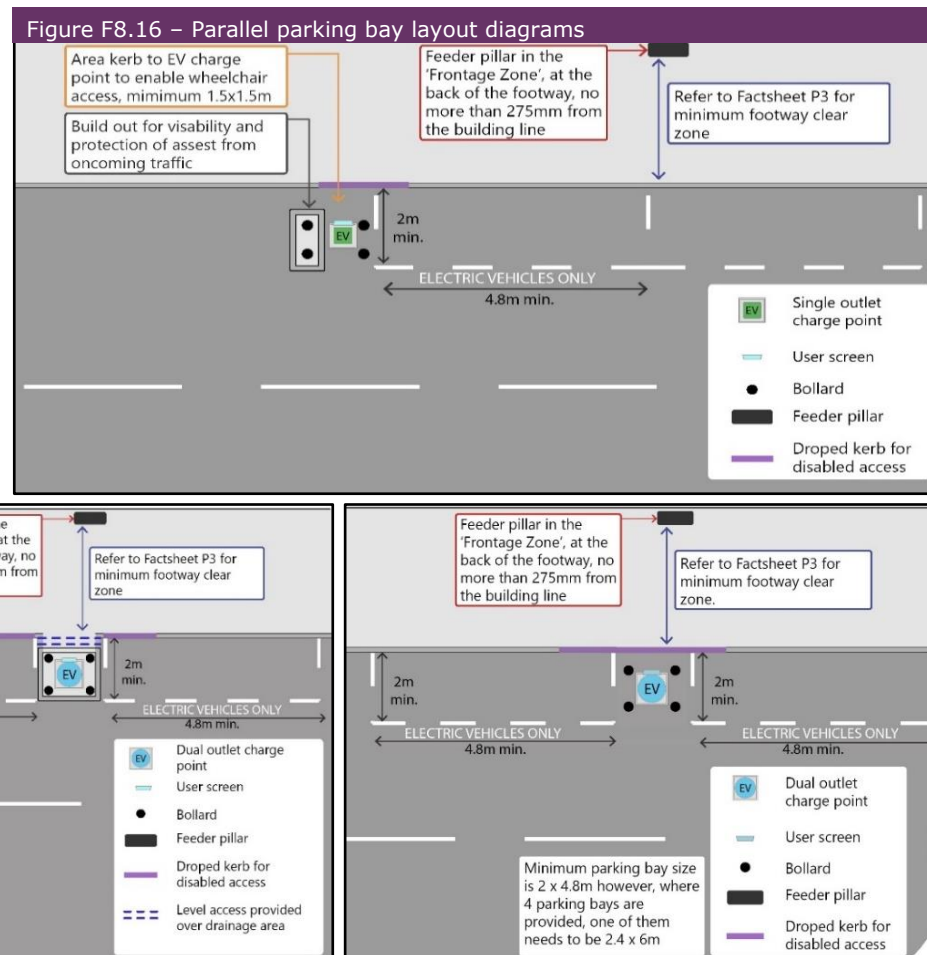 Figure F8.16 – Parallel parking bay layout diagrams
Area kerb to EV charge
point to enable wheelchair
access, mimimum 1.5x1.5m
Build out for visability and
protection of assest from
oncoming traffic
Feeder pillar in the
'Frontage Zone', at the
back of the footway, no
more than 275mm from
the building line
Refer to Factsheet P3 for
minimum footway clear
zone
EV
2m
min.
ELECTRIC VEHICLES ONLY
4.8m min.
EV
Single outlet
charge point
User screen
Bollard
Feeder pillar
Droped kerb for
disabled access
at the
way, no
m from
Refer to Factsheet P3 for
minimum footway clear
zone
EV
2m
min.
ELECTRIC VEHICLES ONLY
4.8m min.
EV
Dual outlet charge
point
User screen
Bollard
Feeder pillar
Droped kerb for
disabled access
Level access provided
over drainage area
Feeder pillar in the
'Frontage Zone', at the
back of the footway, no
more than 275mm from
the building line
Refer to Factsheet P3 for
minimum footway clear
zone.
2m
min.
EV
2m
min.
ELECTRIC VEHICLES ONLY
4.8m min.
ELECTRIC VEHICLES ONLY
4.8m min.
Minimum parking bay size
is 2 x 4.8m however, where
4 parking bays are
provided, one of them
needs to be 2.4 x 6m
EV
Dual outlet
charge point
User screen
Bollard
Feeder pillar
Droped kerb for
disabled access